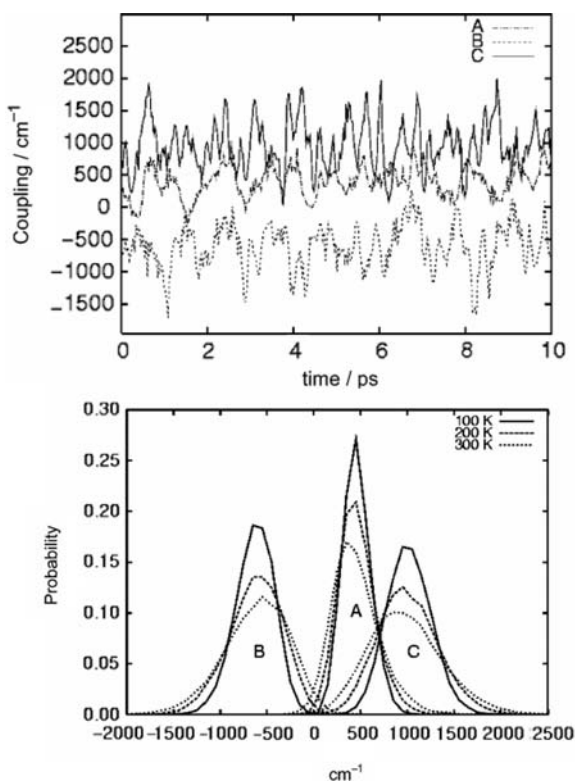 2500
2000
1500
1000
500
0
−500
−1000
−1500
Coupling / cm⁻¹
A
B
C
0 2 4 6 8 10
time / ps
0.30
0.25
0.20
0.15
0.10
0.05
0.00
Probability
100 K
200 K
300 K
B A C
−2000 −1500 −1000 −500 0 500 1000 1500 2000 2500
cm⁻¹